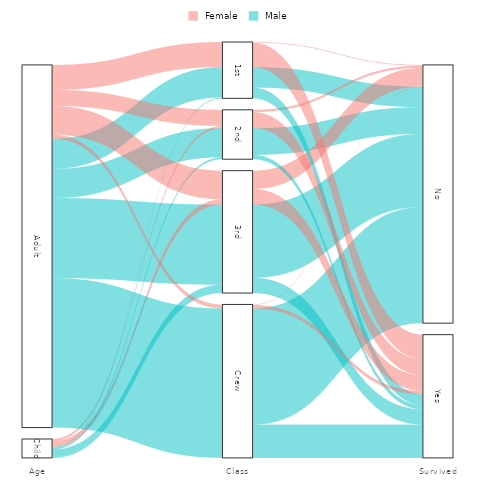 Female Male
1st
2nd
Adult
3rd
No
Crew
Yes
Child
Age Class Survived